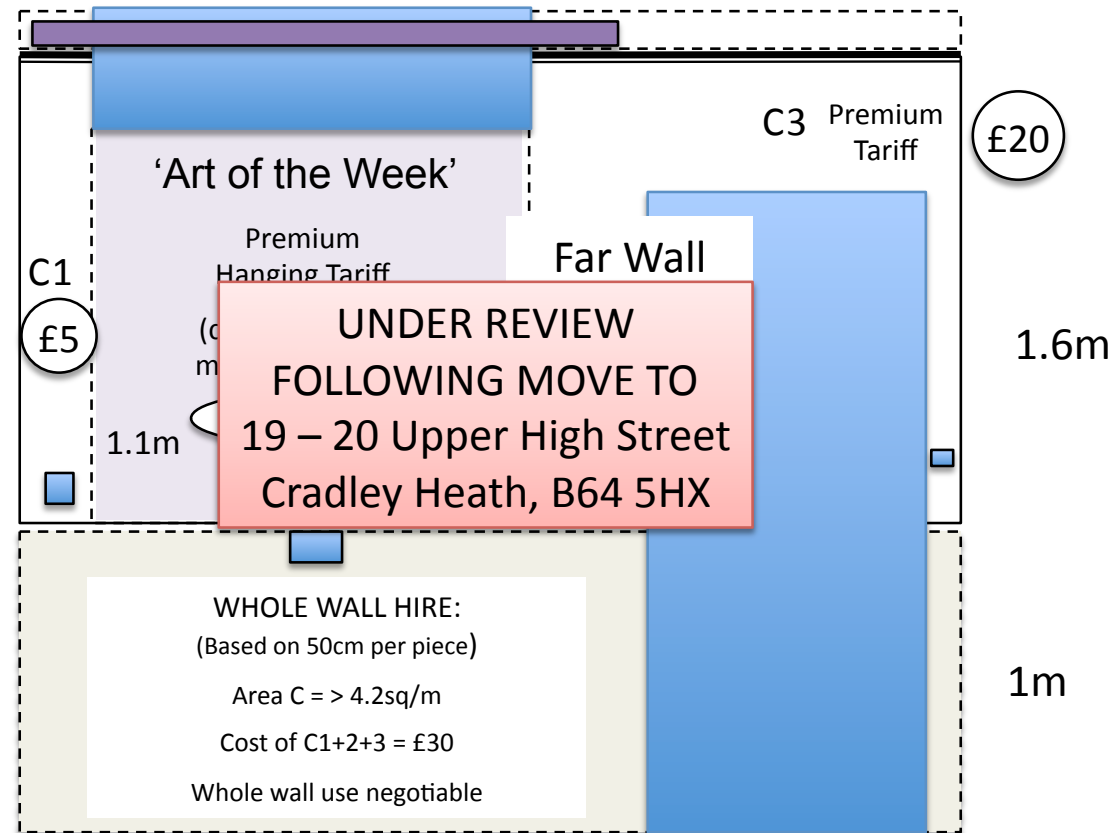 C3
Premium
Tariff
£20
‘Art of the Week’
Premium
Hanging Tariff
Far Wall
C1
£5
1.1m
UNDER REVIEW
FOLLOWING MOVE TO
19 – 20 Upper High Street
Cradley Heath, B64 5HX
1.6m
WHOLE WALL HIRE:
(Based on 50cm per piece)
Area C = > 4.2sq/m
Cost of C1+2+3 = £30
Whole wall use negotiable
1m